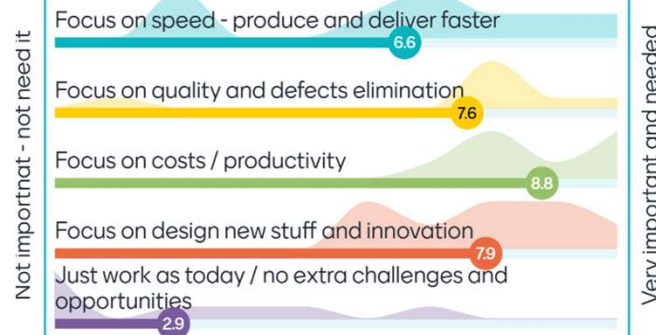 Not importnat - not need it
Focus on speed - produce and deliver faster
6.6
Focus on quality and defects elimination
7.6
Focus on costs / productivity
8.8
Focus on design new stuff and innovation
7.9
Just work as today / no extra challenges and
opportunities
2.9
Very important and needed